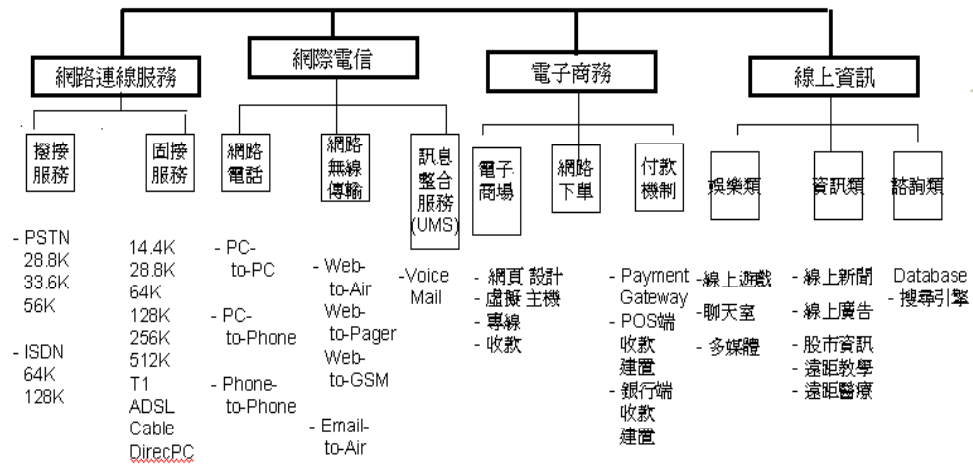 網路連線服務
網際電信
電子商務
線上資訊
撥接
服務
固接
服務
網路
電話
網路
無線
傳輸
訊息
整合
服務
(UMS)
電子
商場
網路
下單
付款
機制
娛樂類
資訊類
諮詢類
- PSTN
28.8K
33.6K
56K
- ISDN
64K
128K
14.4K
28.8K
64K
128K
256K
512K
T1
ADSL
Cable
DirecPC
- PC-
to-PC
- PC-
to-Phone
- Phone-
to-Phone
- Web-
to-Air
Web-
to-Pager
Web-
to-GSM
- Email-
to-Air
-Voice
Mail
- 網頁 設計
- 虛擬 主機
- 專線
- 收款
- Payment
Gateway
- POS端
收款
建置
- 銀行端
收款
建置
-線上遊戲
-聊天室
- 多媒體
- 線上新聞
- 線上廣告
- 股市資訊
- 遠距教學
- 遠距醫療
Database
- 搜尋引擎